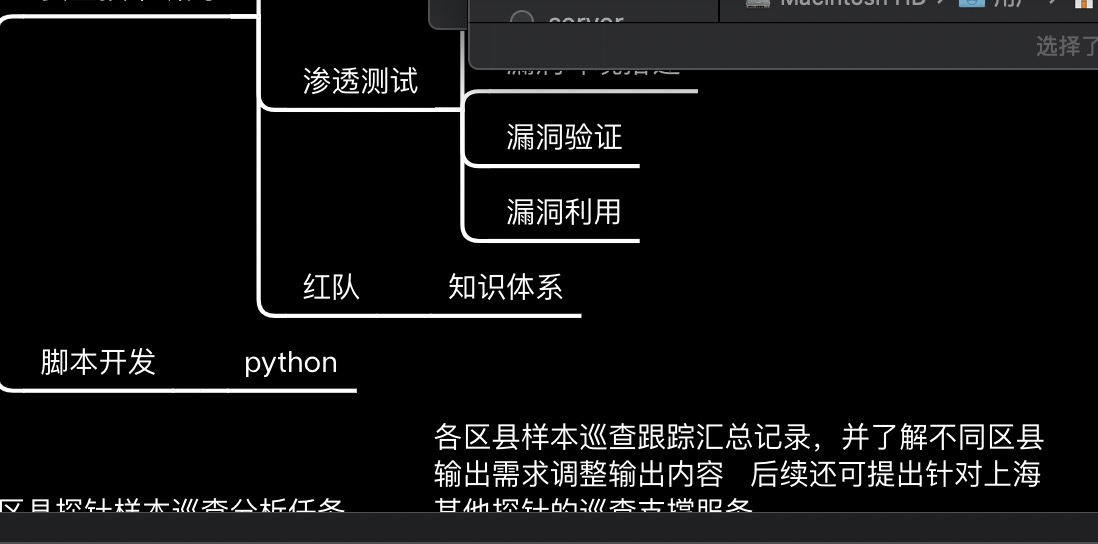 server
Macintosh HD › 用户
选择了
渗透测试
漏洞验证
漏洞利用
红队 知识体系
脚本开发 python
各区县样本巡查跟踪汇总记录，并了解不同区县
输出需求调整输出内容 后续还可提出针对上海
区县探针样本巡查分析任务 其他探针的巡查支撑服务